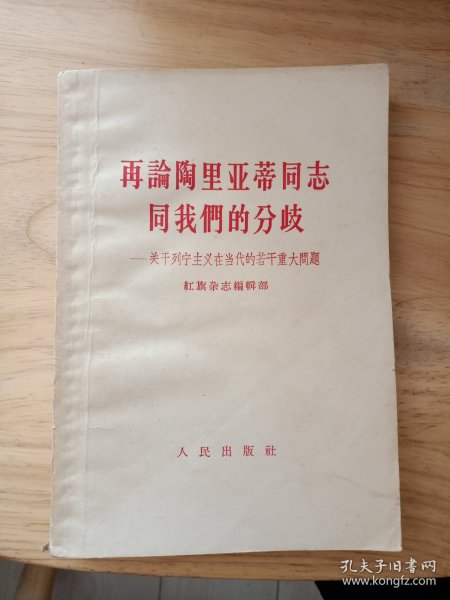 再論陶里亚蒂同志
同我們的分歧
——关于列宁主义在当代的若干重大問題
紅旗杂志編輯部
人民出版社
孔夫子旧书网
www.kongfz.com